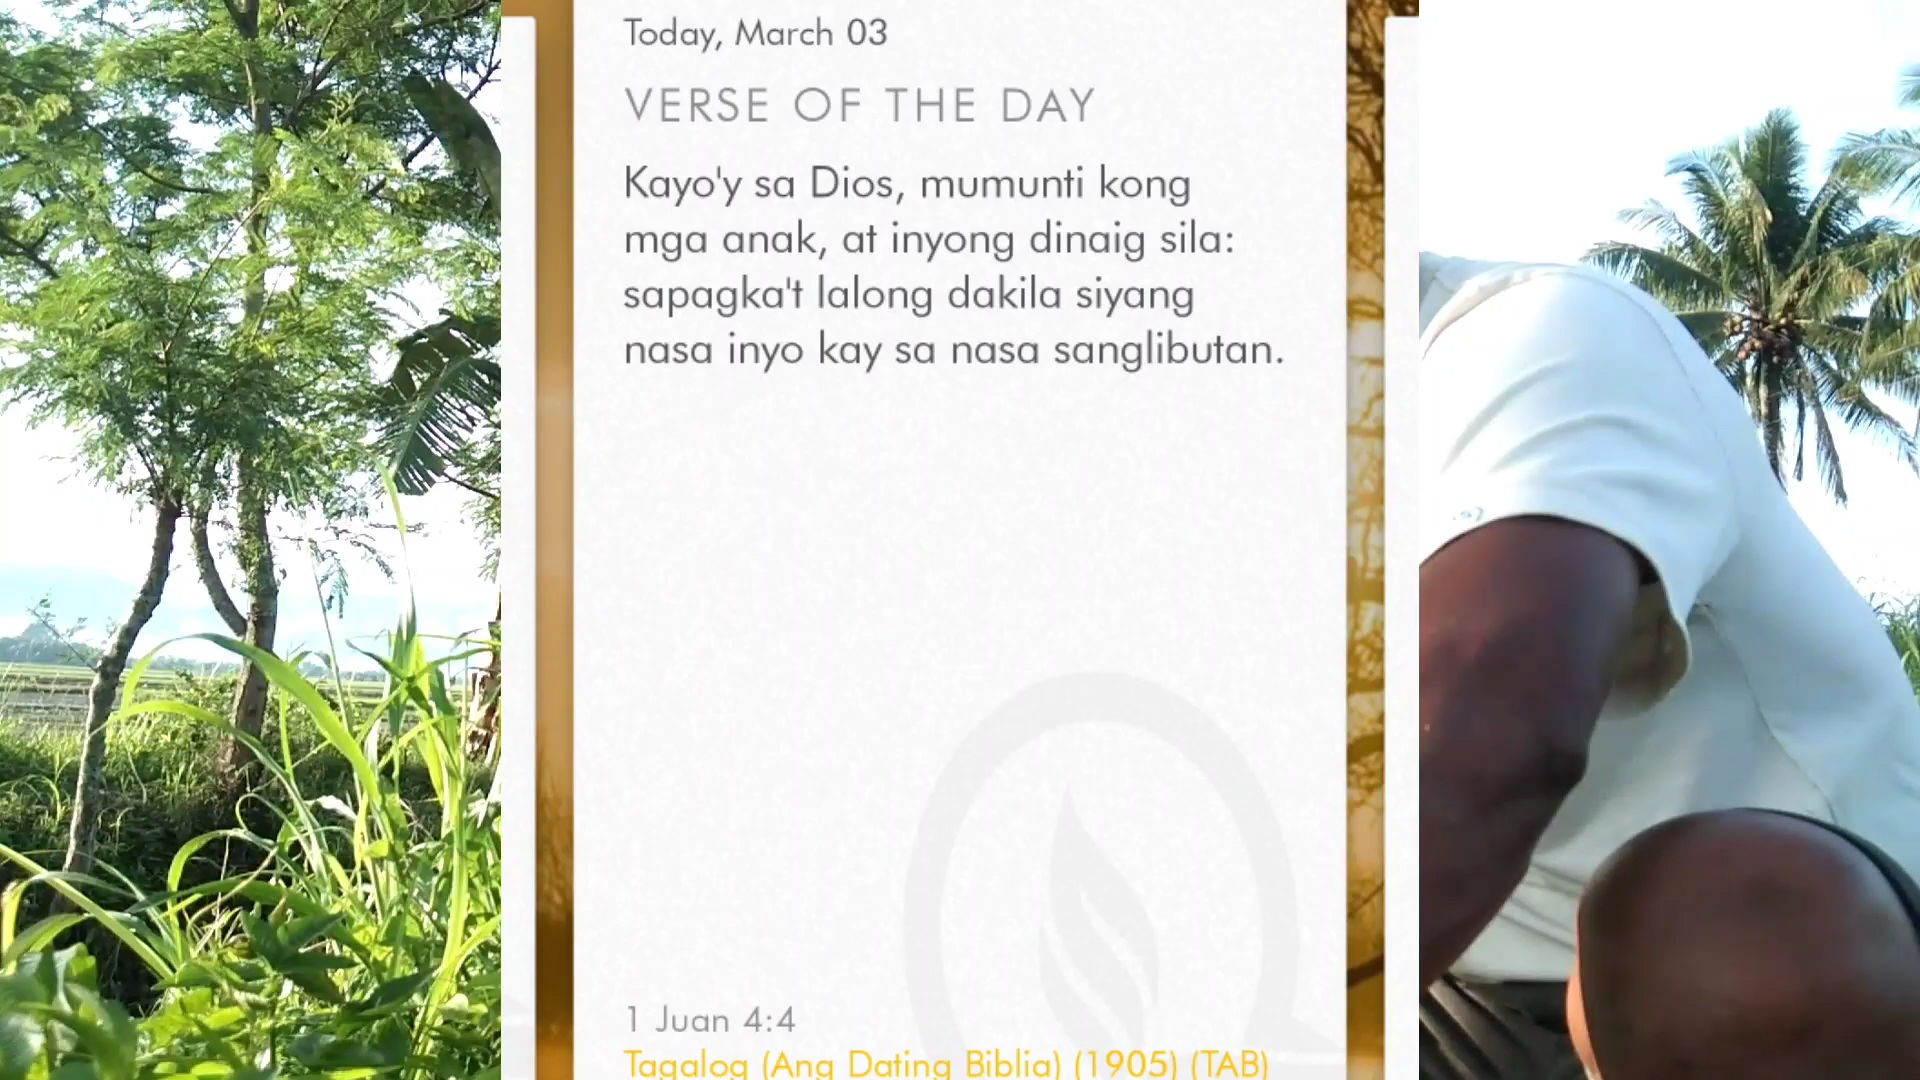 Today, March 03
VERSE OF THE DAY
Kayo'y sa Dios, mumunti kong
mga anak, at inyong dinaig sila:
sapagka't lalong dakila siyang
nasa inyo kay sa nasa sanglibutan.
1 Juan 4:4
Tagalog (Ang Dating Biblia) (1905) (TAB)